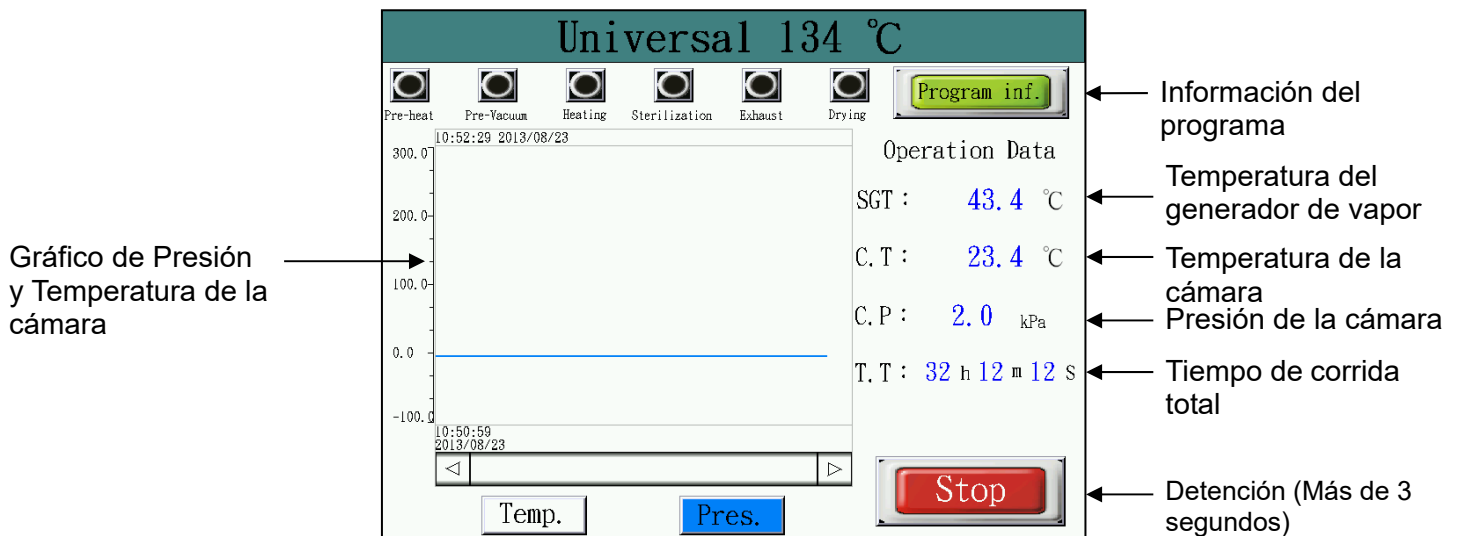 Universal 134 ℃
Pre-heat Pre-Vacuum Heating Sterilization Exhaust Drying
Program inf.
Información del
programa
10:52:29 2013/08/23
300.0
200.0
100.0
0.0
-100.0
10:50:59
2013/08/23
Gráfico de Presión
y Temperatura de la
cámara
Operation Data
SGT : 43.4 ℃
Temperatura del
generador de vapor
C.T : 23.4 ℃
Temperatura de la
cámara
C.P : 2.0 kPa
Presión de la cámara
T.T : 32 h 12 m 12 S
Tiempo de corrida
total
Temp.
Pres.
Stop
Detención (Más de 3
segundos)